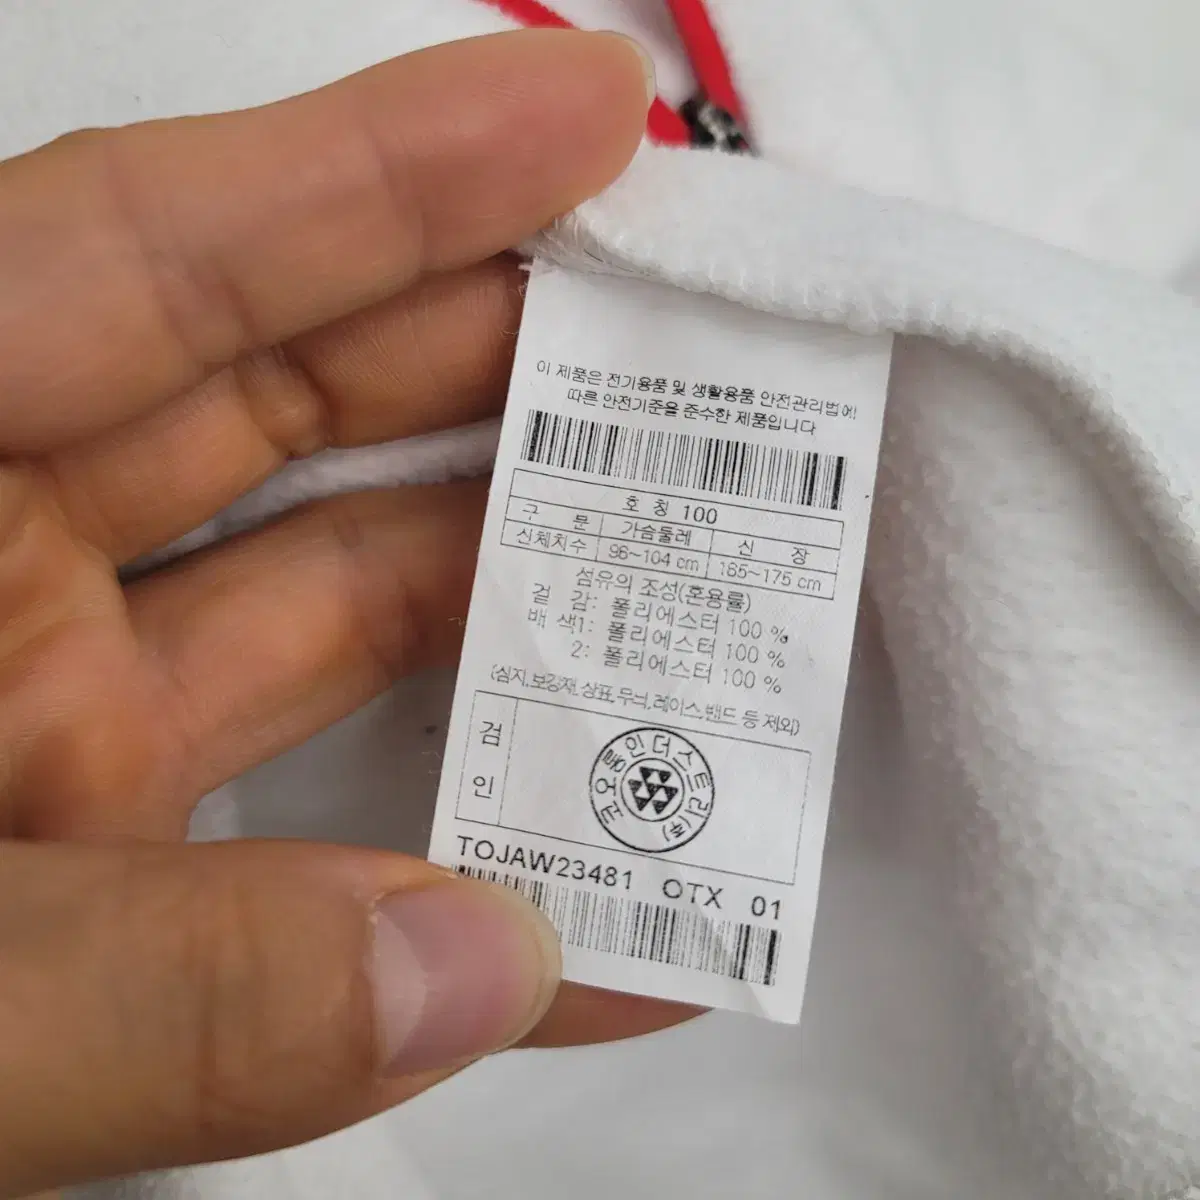 이 제품은 전기용품 및 생활용품 안전관리법에
따른 안전기준을 준수한 제품입니다
호 칭 100
구 분 가슴둘레 신 장
신체치수 96~104 cm 165~175 cm
섬유의 조성(혼용률)
겉 감: 폴리에스터 100 %
배 색1: 폴리에스터 100 %
2: 폴리에스터 100 %
(심지,보강재,상표,무늬,레이스,밴드 등 제외)
검
인
코오롱인더스트리(주)
TOJAW23481 OTX 01